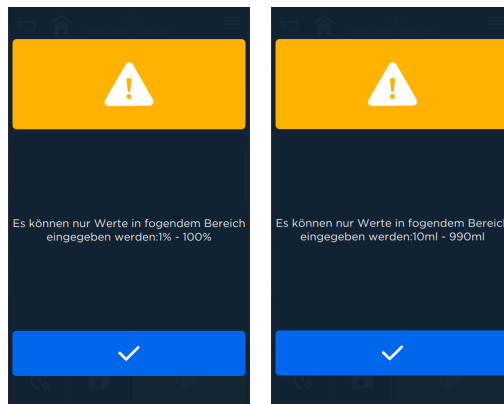 Es können nur Werte in fogendem Bereich
eingegeben werden:1% - 100%
Es können nur Werte in fogendem Bereich
eingegeben werden:10ml - 990ml